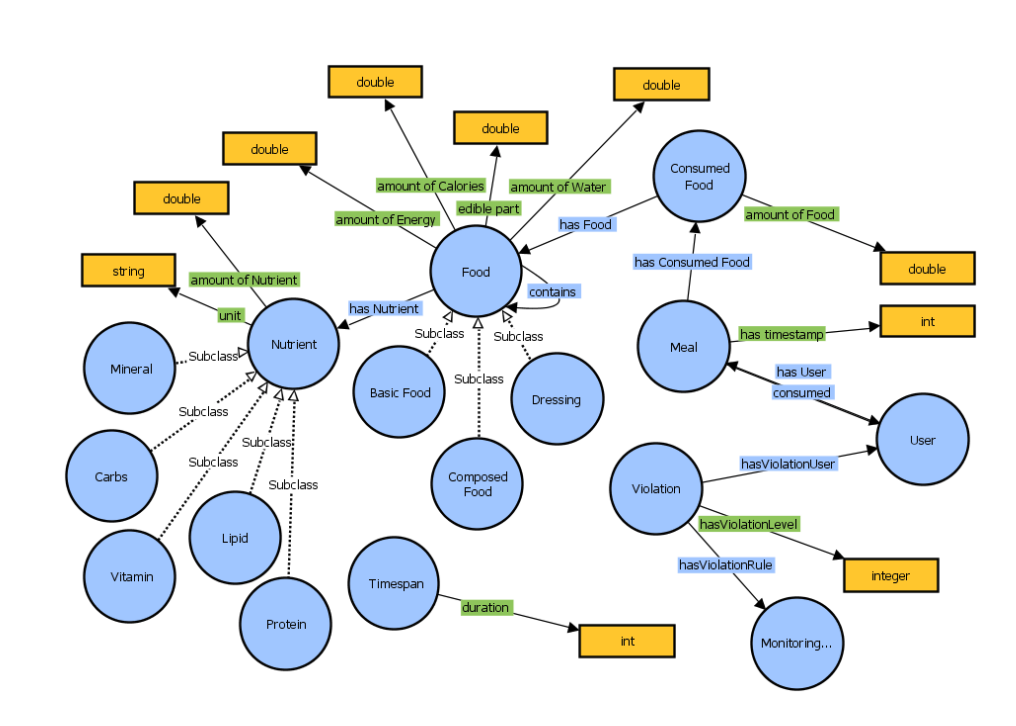 double
double
double
double
Consumed
Food
double
amount of Calories
amount of Water
edible part
amount of Energy
amount of Food
has Food
has Consumed Food
string
Food
double
amount of Nutrient
contains
has Nutrient
unit
int
has timestamp
Nutrient
Subclass
Subclass
Meal
Subclass
Mineral
has User
Subclass
consumed
Basic Food
Dressing
Subclass
User
Subclass
Subclass
hasViolationUser
Carbs
Composed
Food
Subclass
Violation
hasViolationLevel
Lipid
hasViolationRule
Vitamin
Timespan
integer
duration
Protein
int
Monitoring...